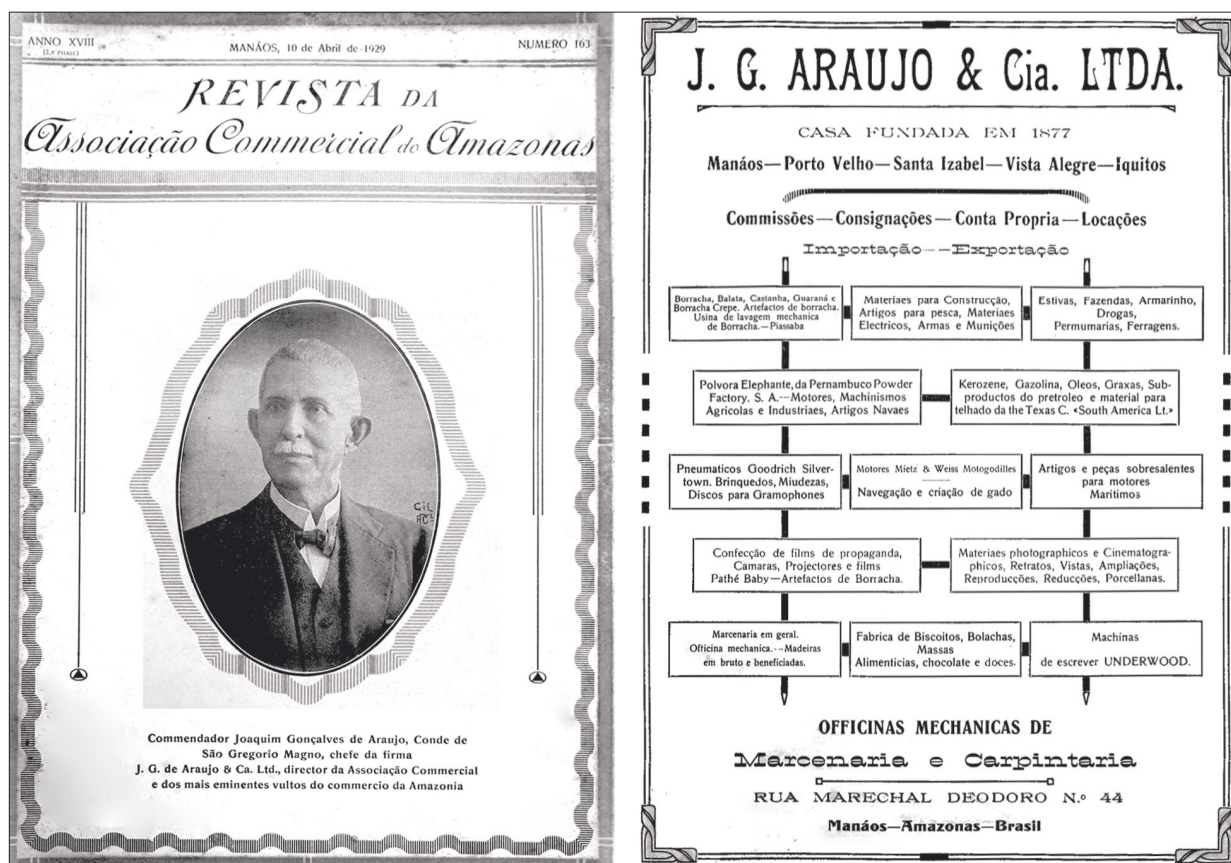 ANNO XVIII
(2.ª PHASE)
MANÁOS, 10 de Abril de 1929
NUMERO 163
REVISTA DA
Associação Commercial do Amazonas
GIL
Commendador Joaquim Gonçalves de Araujo, Conde de
São Gregorio Magno, chefe da firma
J. G. de Araujo & Ca. Ltd., director da Associação Commercial
e dos mais eminentes vultos do commercio da Amazonia
J. G. ARAUJO & Cia. LTDA.
CASA FUNDADA EM 1877
Manáos—Porto Velho—Santa Izabel—Vista Alegre—Iquitos
Commissões—Consignações—Conta Propria—Locações
Importação--Exportação
Borracha, Balata, Castanha, Guaraná e
Borracha Crepe. Artefactos de borracha.
Usina de lavagem mechanica
de Borracha.—Piassaba
Materiaes para Construcção,
Artigos para pesca, Materiaes
Electricos, Armas e Munições
Estivas, Fazendas, Armarinho,
Drogas,
Permumarias, Ferragens.
Polvora Elephante, da Pernambuco Powder
Factory. S. A.—Motores, Machinismos
Agricolas e Industriaes, Artigos Navaes
Kerozene, Gazolina, Oleos, Graxas, Sub-
productos do pretroleo e material para
telhado da the Texas C. «South America Lt.»
Pneumaticos Goodrich Silver-
town. Brinquedos, Miudezas,
Discos para Gramophones
Motores Mietz & Weiss Motogodilles
Navegação e criação de gado
Artigos e peças sobresalentes
para motores
Maritimos
Confecção de films de propaganda,
Camaras, Projectores e films
Pathé Baby—Artefactos de Borracha.
Materiaes photographicos e Cinematogra-
phicos, Retratos, Vistas, Ampliações,
Reproducções, Reducções, Porcellanas.
Marcenaria em geral.
Officina mechanica.--Madeiras
em bruto e beneficiadas.
Fabrica de Biscoitos, Bolachas,
Massas
Alimenticias, chocolate e doces.
Machinas
de escrever UNDERWOOD.
OFFICINAS MECHANICAS DE
Marcenaria e Carpintaria
RUA MARECHAL DEODORO N.º 44
Manáos—Amazonas—Brasil